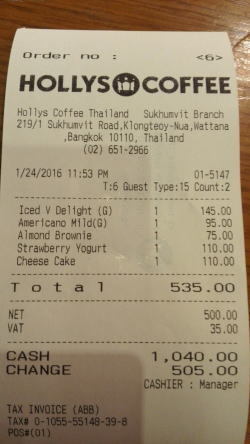 Order no :    <6>
HOLLYS COFFEE
Hollys Coffee Thailand   Sukhumvit Branch
219/1 Sukhumvit Road,Klongteoy-Nua,Wattana
,Bangkok 10110, Thailand
(02) 651-2966
1/24/2016 11:53 PM    01-5147
T:6 Guest Type:15 Count:2
Iced V Delight (G)    1    145.00
Americano Mild(G)    1    95.00
Almond Brownie    1    75.00
Strawberry Yogurt    1    110.00
Cheese Cake    1    110.00
Total    535.00
NET    500.00
VAT    35.00
CASH    1,040.00
CHANGE    505.00
CASHIER : Manager
TAX INVOICE (ABB)
TAX# 0-1055-55148-39-8
POS#(01)